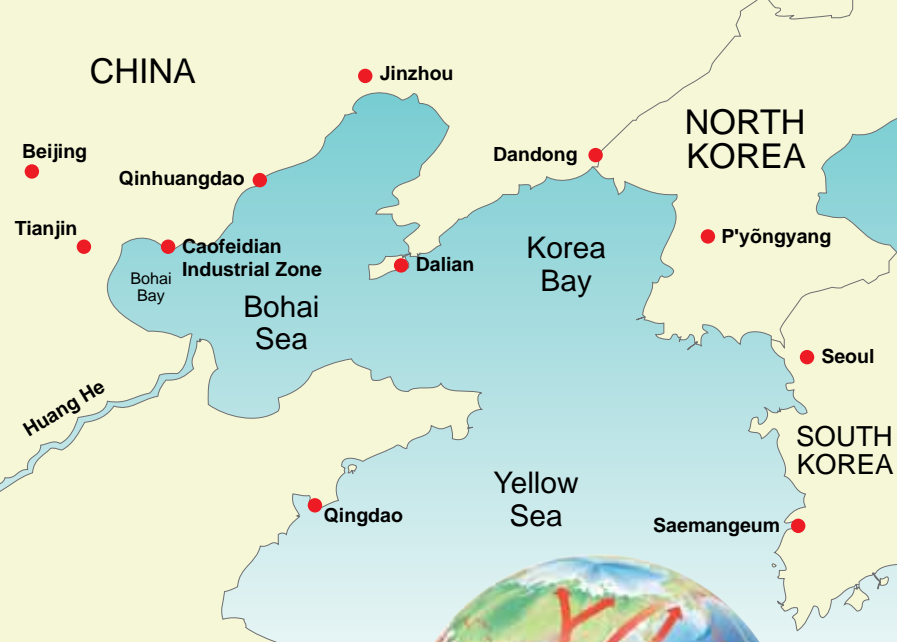 CHINA
Jinzhou
NORTH
KOREA
Beijing
Dandong
Qinhuangdao
Tianjin
P'yõngyang
Caofeidian
Industrial Zone
Dalian
Korea
Bay
Bohai
Bay
Bohai
Sea
Seoul
Huang He
SOUTH
KOREA
Yellow
Sea
Qingdao
Saemangeum